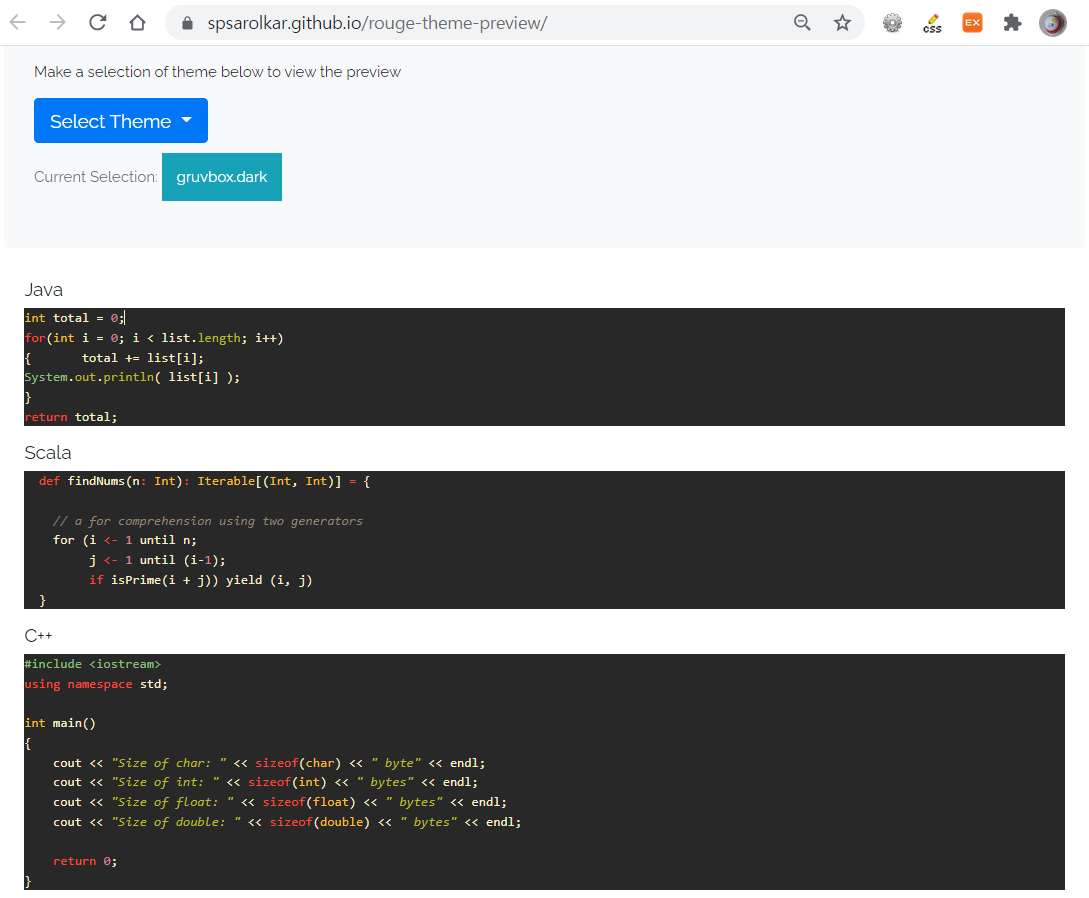 spsarolkar.github.io/rouge-theme-preview/
css
EX
Make a selection of theme below to view the preview
Select Theme
Current Selection: gruvbox.dark
Java
int total = 0;
for(int i = 0; i < list.length; i++)
{       total += list[i];
System.out.println( list[i] );
}
return total;
Scala
  def findNums(n: Int): Iterable[(Int, Int)] = {
    // a for comprehension using two generators
    for (i <- 1 until n;
         j <- 1 until (i-1);
         if isPrime(i + j)) yield (i, j)
  }
C++
#include <iostream>
using namespace std;
int main()
{
    cout << "Size of char: " << sizeof(char) << " byte" << endl;
    cout << "Size of int: " << sizeof(int) << " bytes" << endl;
    cout << "Size of float: " << sizeof(float) << " bytes" << endl;
    cout << "Size of double: " << sizeof(double) << " bytes" << endl;
    return 0;
}